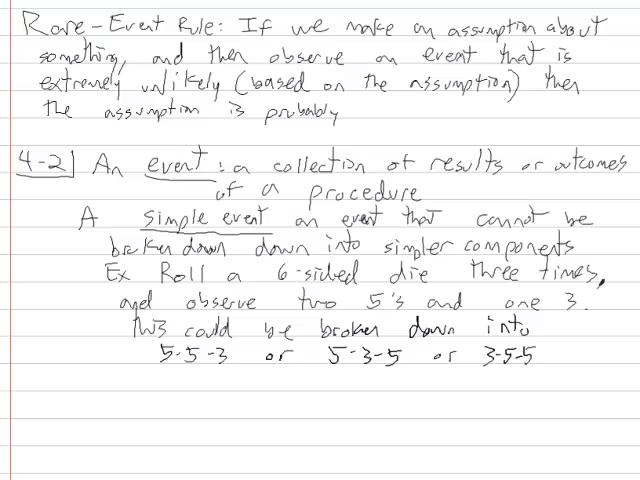 Rare-Event Rule: If we make an assumption about
something, and then observe an event that is
extremely unlikely (based on the assumption) then
the assumption is probably
4-2 An event: a collection of results or outcomes
of a procedure
A simple event an event that cannot be
broken down down into simpler components
Ex Roll a 6-sided die three times,
and observe two 5's and one 3.
this could be broken down into
5-5-3 or 5-3-5 or 3-5-5